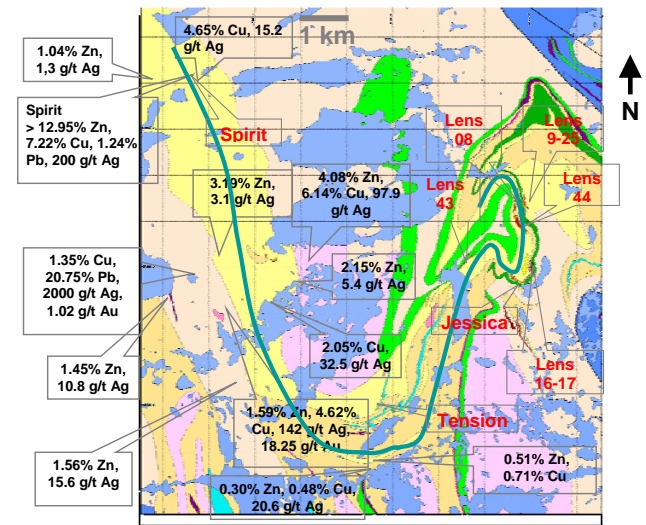 4.65% Cu, 15.2
g/t Ag
1 km
N
1.04% Zn,
1,3 g/t Ag
Spirit
> 12.95% Zn,
7.22% Cu, 1.24%
Pb, 200 g/t Ag
Spirit
Lens
08
Lens
9-25
3.19% Zn,
3.1 g/t Ag
4.08% Zn,
6.14% Cu, 97.9
g/t Ag
Lens
43
Lens
44
1.35% Cu,
20.75% Pb,
2000 g/t Ag,
1.02 g/t Au
2.15% Zn,
5.4 g/t Ag
Jessica
2.05% Cu,
32.5 g/t Ag
1.45% Zn,
10.8 g/t Ag
Lens
16-17
1.59% Zn, 4.62%
Cu, 142 g/t Ag,
18.25 g/t Au
Tension
1.56% Zn,
15.6 g/t Ag
0.51% Zn,
0.71% Cu
0.30% Zn, 0.48% Cu,
20.6 g/t Ag